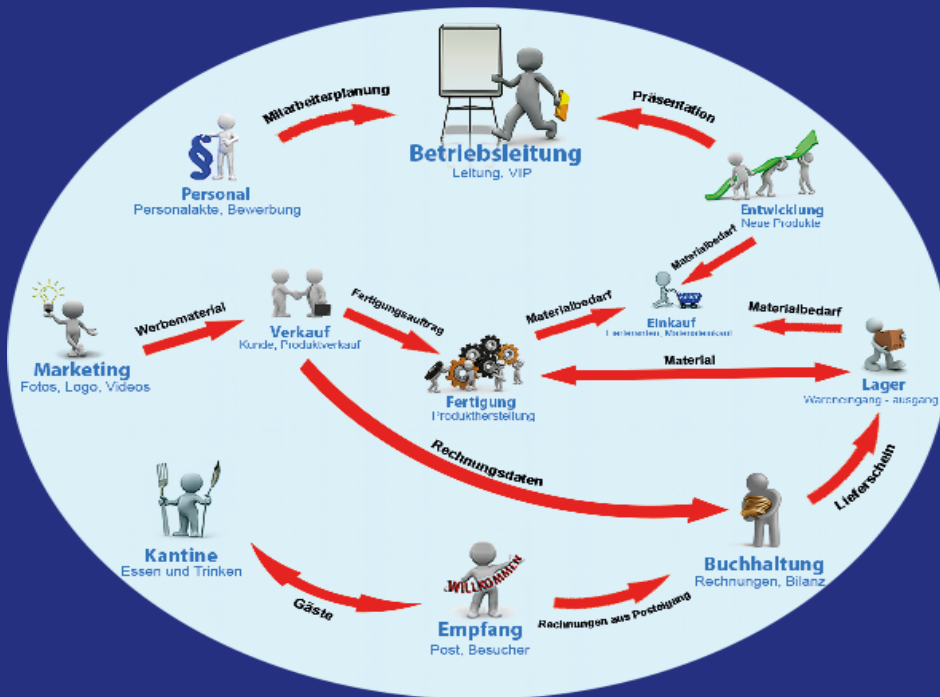 Mitarbeiterplanung
Präsentation
Betriebsleitung
Leitung, VIP
Personal
Personalakte, Bewerbung
Entwicklung
Neue Produkte
Materialbedarf
Werbematerial
Verkauf
Kunde, Produktverkauf
Fertigungsauftrag
Materialbedarf
Einkauf
Materialbedarf
Marketing
Fotos, Logo, Videos
Fertigung
Produktherstellung
Material
Lager
Wareneingang - ausgang
Rechnungsdaten
Lieferschein
Kantine
Essen und Trinken
Gäste
WILLKOMMEN
Empfang
Post, Besucher
Rechnungen aus Posteigang
Buchhaltung
Rechnungen, Bilanz